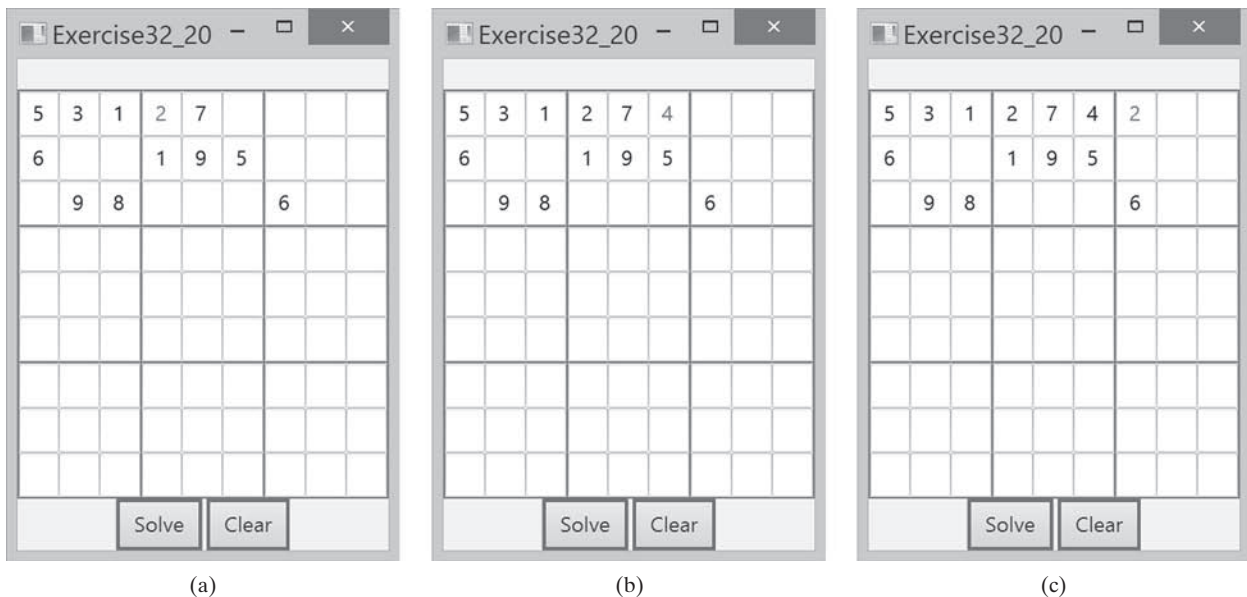 Exercise32_20
5 3 1 2 7
6 1 9 5
9 8 6
Solve Clear
(a)
Exercise32_20
5 3 1 2 7 4
6 1 9 5
9 8 6
Solve Clear
(b)
Exercise32_20
5 3 1 2 7 4 2
6 1 9 5
9 8 6
Solve Clear
(c)